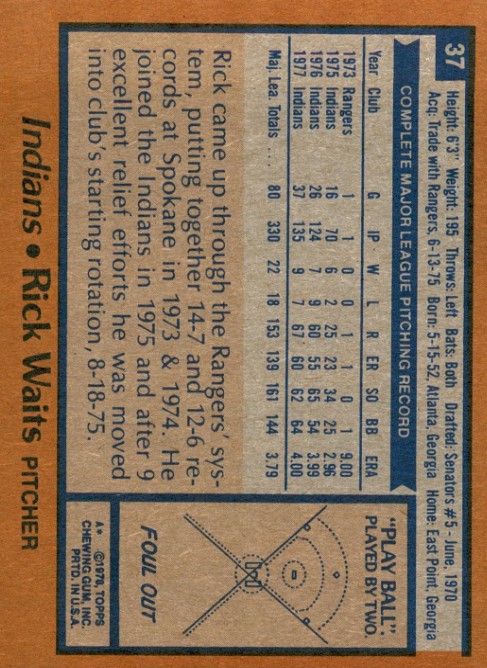 37
Height: 6'3" Weight: 195 Throws: Left Bats: Both Drafted: Senators #5 - June, 1970
Acq: Trade with Rangers, 6-13-75 Born: 5-15-52, Atlanta, Georgia Home: East Point, Georgia
COMPLETE MAJOR LEAGUE PITCHING RECORD
Year Club G IP W L R ER SO BB ERA
1973 Rangers 1 1 0 0 1 1 0 1 9.00
1975 Indians 16 70 6 2 25 23 34 25 2.96
1976 Indians 26 124 7 9 60 55 65 54 3.99
1977 Indians 37 135 9 7 67 60 62 64 4.00
Maj. Lea. Totals . . . 80 330 22 18 153 139 161 144 3.79
Rick came up through the Rangers' sys-
tem, putting together 14-7 and 12-6 re-
cords at Spokane in 1973 & 1974. He
joined the Indians in 1975 and after 9
excellent relief efforts he was moved
into club's starting rotation, 8-18-75.
"PLAY BALL".
PLAYED BY TWO.
FOUL OUT
A* ©1978 TOPPS
CHEWING GUM, INC.
PRTD. IN U.S.A.
Indians • Rick Waits PITCHER